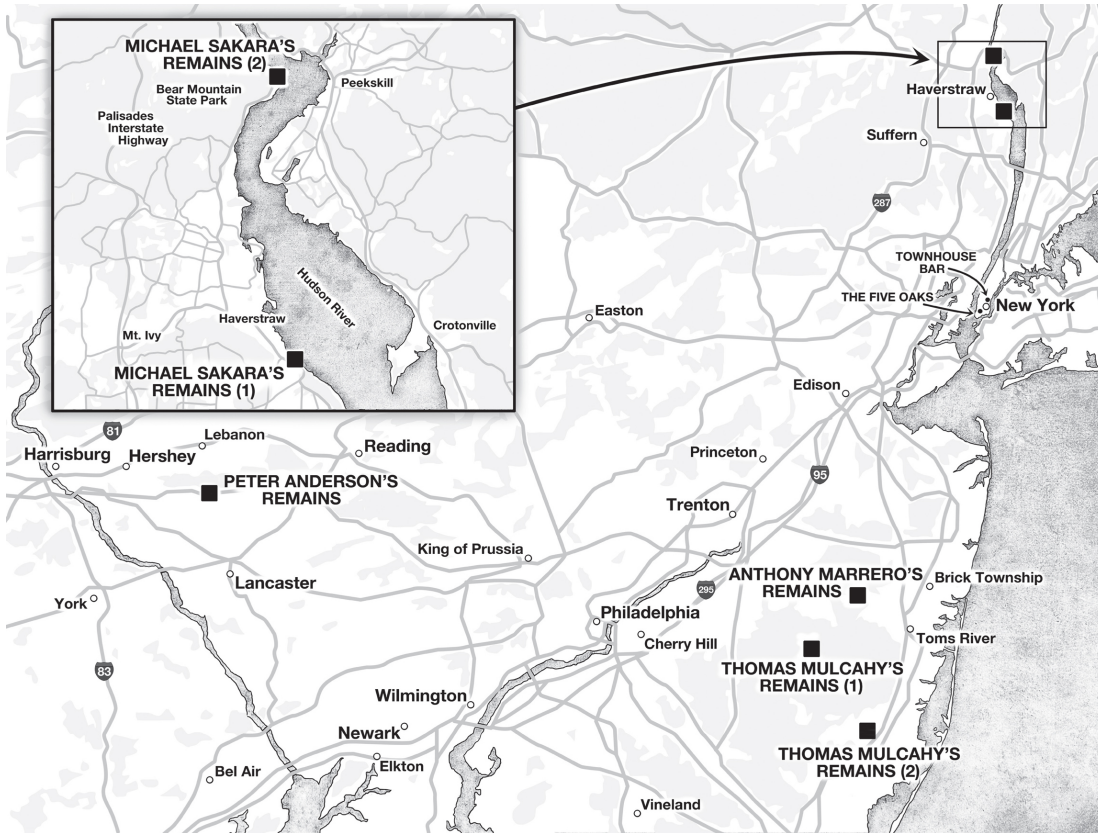 MICHAEL SAKARA'S
REMAINS (2)
Bear Mountain
State Park
Peekskill
Palisades
Interstate
Highway
Hudson River
Haverstraw
Mt. Ivy
Crotonville
MICHAEL SAKARA'S
REMAINS (1)
Haverstraw
Suffern
287
TOWNHOUSE
BAR
THE FIVE OAKS
New York
Easton
Edison
81
Lebanon
Harrisburg
Hershey
Reading
Princeton
95
PETER ANDERSON'S
REMAINS
Trenton
King of Prussia
Lancaster
York
ANTHONY MARRERO'S
REMAINS
Brick Township
295
Philadelphia
Cherry Hill
Toms River
83
THOMAS MULCAHY'S
REMAINS (1)
Wilmington
Newark
Elkton
Bel Air
THOMAS MULCAHY'S
REMAINS (2)
Vineland